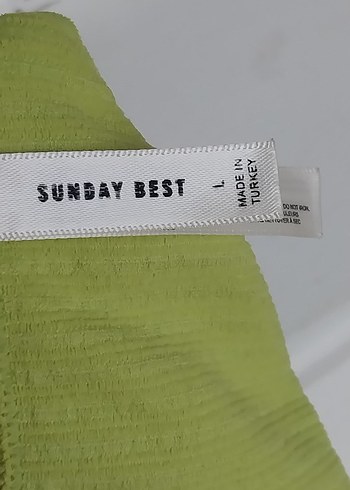 SUNDAY BEST
L
MADE IN
TURKEY
DO NOT IRON,